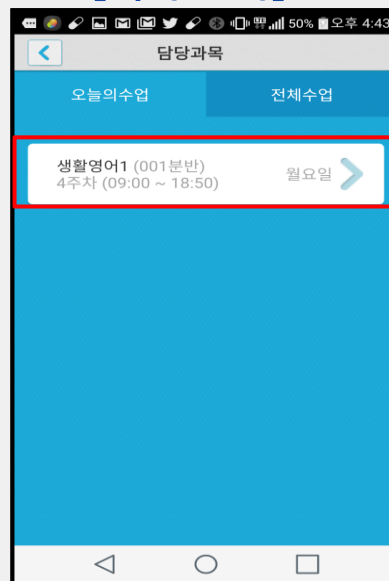 50% 오후 4:43
담당과목
오늘의수업 전체수업
생활영어1 (001분반)
4주차 (09:00 ~ 18:50)
월요일